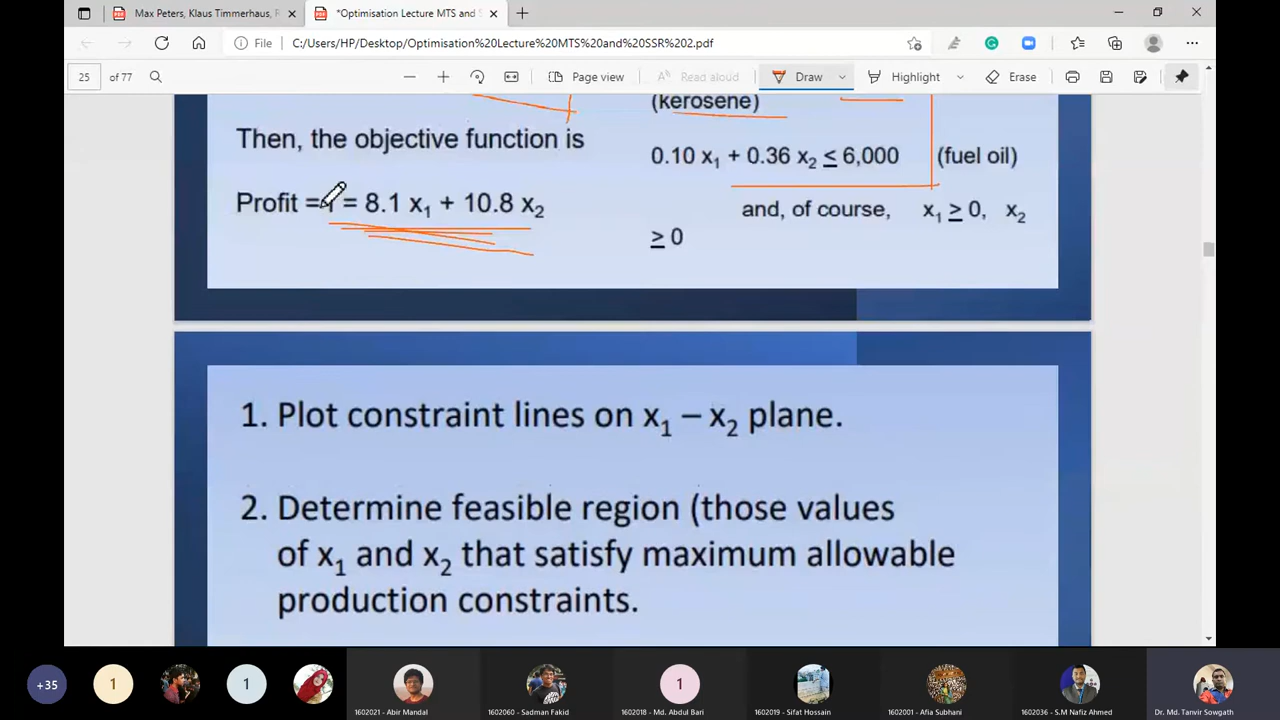 Max Peters, Klaus Timmerhaus, F
*Optimisation Lecture MTS and S
File
C:/Users/HP/Desktop/Optimisation%20Lecture%20MTS%20and%20SSR%202.pdf
25 of 77
Page view
Read aloud
Draw
Highlight
Erase
(kerosene)
Then, the objective function is
0.10 x₁ + 0.36 x₂ ≤ 6,000 (fuel oil)
Profit = = 8.1 x₁ + 10.8 x₂
and, of course, x₁ ≥ 0, x₂
≥ 0
1. Plot constraint lines on x₁ – x₂ plane.
2. Determine feasible region (those values
of x₁ and x₂ that satisfy maximum allowable
production constraints.
+35
1
1
1
1602021 - Abir Mandal
1602060 - Sadman Fakid
1602018 - Md. Abdul Bari
1602019 - Sifat Hossain
1602001 - Afia Subhani
1602036 - S.M Nafiz Ahmed
Dr. Md. Tanvir Sowgath